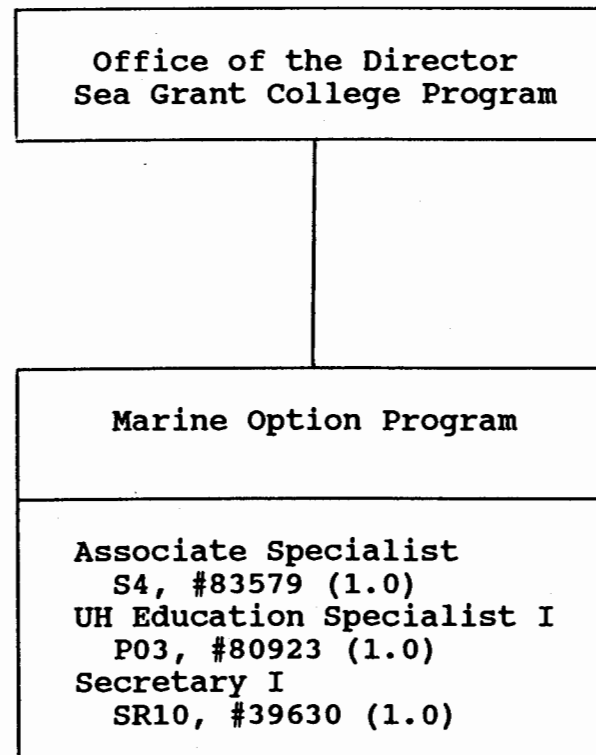 Office of the Director
Sea Grant College Program
Marine Option Program
Associate Specialist
S4, #83579 (1.0)
UH Education Specialist I
P03, #80923 (1.0)
Secretary I
SR10, #39630 (1.0)